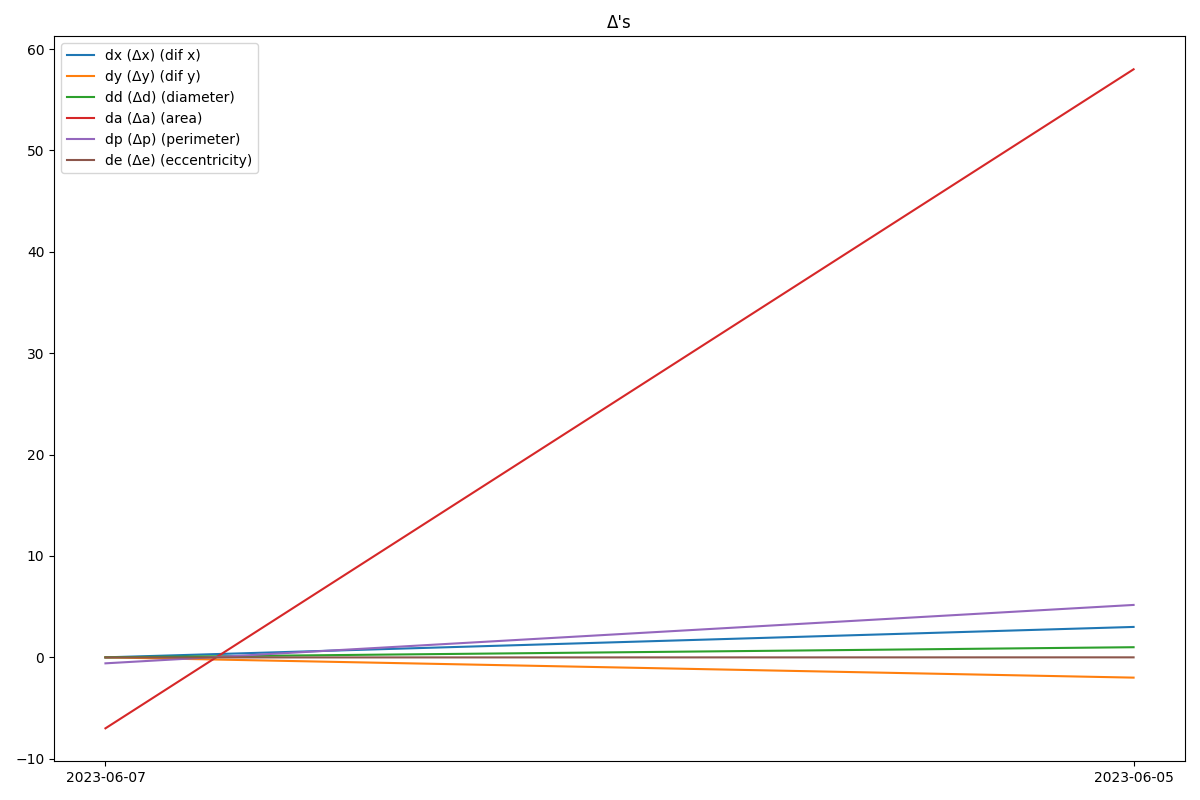 Δ's
dx (Δx) (dif x)
dy (Δy) (dif y)
dd (Δd) (diameter)
da (Δa) (area)
dp (Δp) (perimeter)
de (Δe) (eccentricity)
60
50
40
30
20
10
0
−10
2023-06-07 2023-06-05